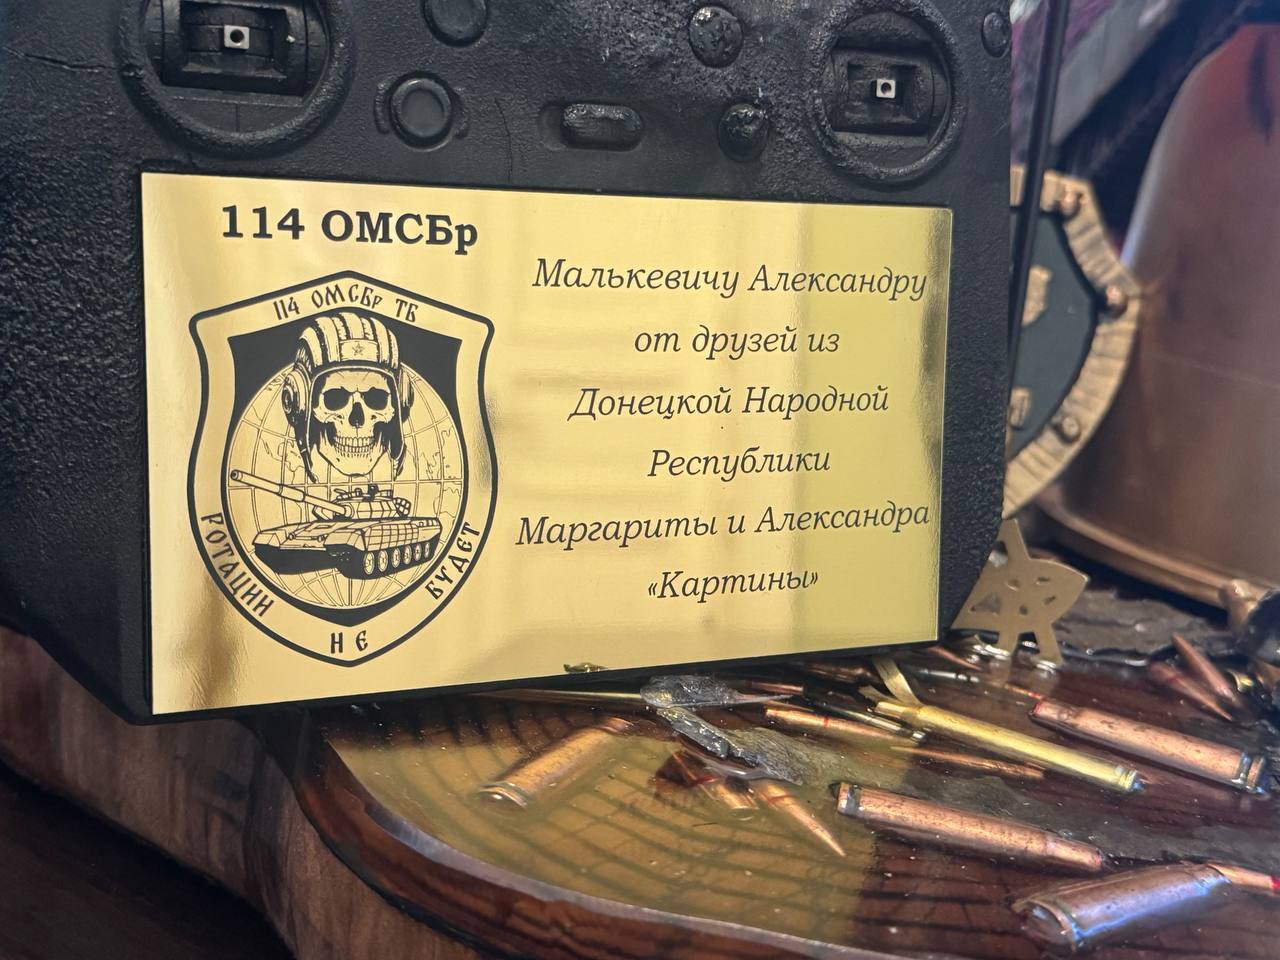 114 ОМСБр
114 ОМСБр ТБ
РОТАЦИИ НЕ БУДЕТ
Малькевичу Александру
от друзей из
Донецкой Народной
Республики
Маргариты и Александра
«Картины»